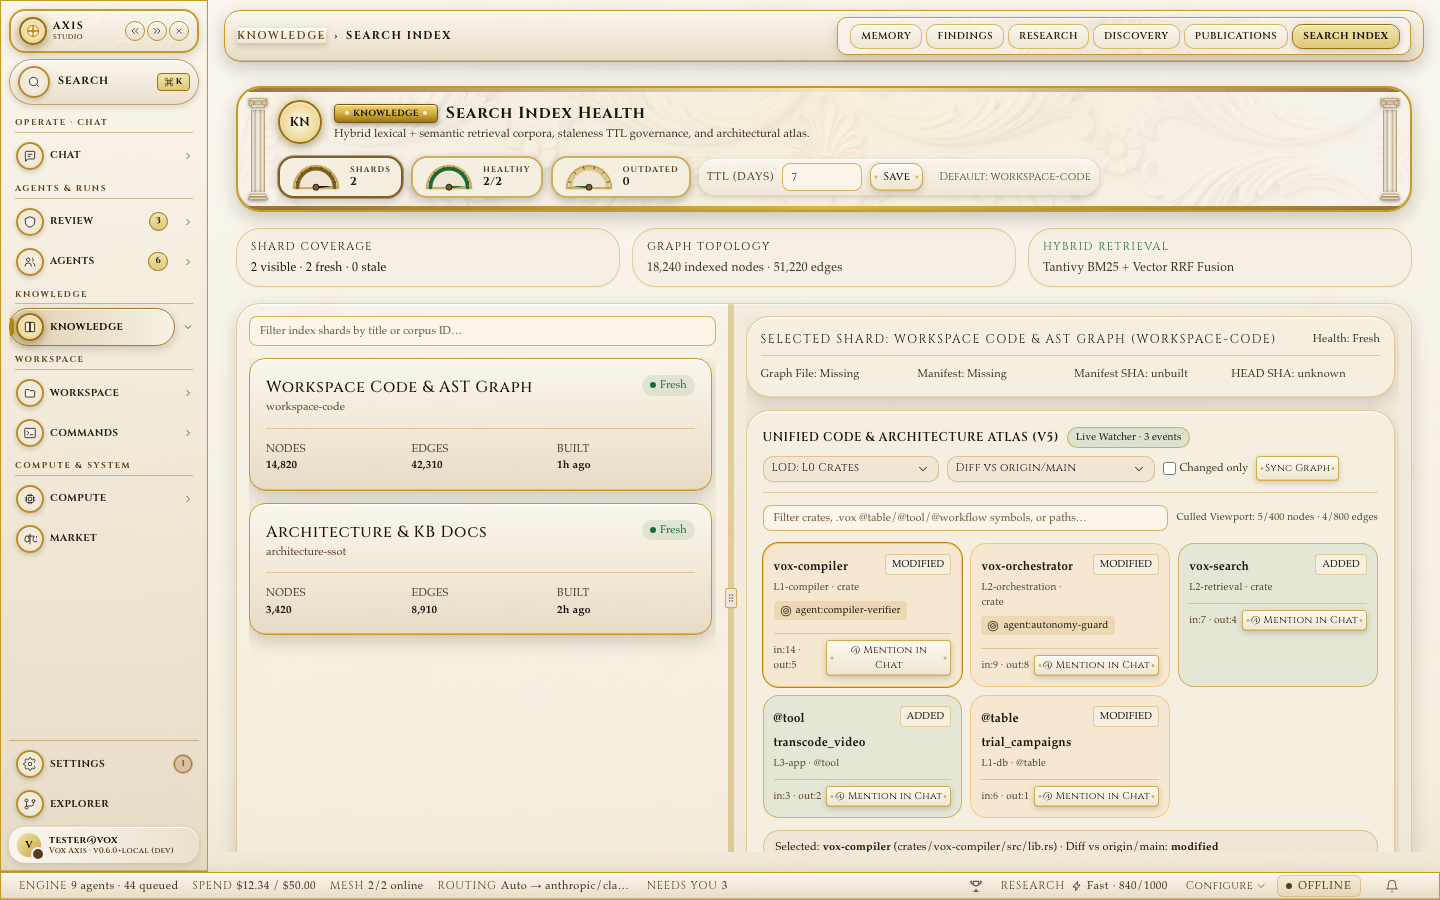 AXIS
STUDIO
SEARCH
⌘ K
OPERATE · CHAT
CHAT
AGENTS & RUNS
REVIEW 3
AGENTS 6
KNOWLEDGE
KNOWLEDGE
WORKSPACE
WORKSPACE
COMMANDS
COMPUTE & SYSTEM
COMPUTE
MARKET
SETTINGS 1
EXPLORER
V
TESTER@VOX
VOX AXIS · V0.6.0+LOCAL (DEV)
KNOWLEDGE › SEARCH INDEX
MEMORY FINDINGS RESEARCH DISCOVERY PUBLICATIONS SEARCH INDEX
KN
KNOWLEDGE SEARCH INDEX HEALTH
Hybrid lexical + semantic retrieval corpora, staleness TTL governance, and architectural atlas.
SHARDS
2
HEALTHY
2/2
OUTDATED
0
TTL (DAYS) 7 SAVE DEFAULT: WORKSPACE-CODE
SHARD COVERAGE
2 visible · 2 fresh · 0 stale
GRAPH TOPOLOGY
18,240 indexed nodes · 51,220 edges
HYBRID RETRIEVAL
Tantivy BM25 + Vector RRF Fusion
Filter index shards by title or corpus ID…
WORKSPACE CODE & AST GRAPH Fresh
workspace-code
NODES EDGES BUILT
14,820 42,310 1h ago
ARCHITECTURE & KB DOCS Fresh
architecture-ssot
NODES EDGES BUILT
3,420 8,910 2h ago
SELECTED SHARD: WORKSPACE CODE & AST GRAPH (WORKSPACE-CODE) Health: Fresh
Graph File: Missing Manifest: Missing Manifest SHA: unbuilt HEAD SHA: unknown
UNIFIED CODE & ARCHITECTURE ATLAS (V5) Live Watcher · 3 events
LOD: L0 CRATES DIFF VS ORIGIN/MAIN Changed only SYNC GRAPH
Filter crates, .vox @table/@tool/@workflow symbols, or paths… Culled Viewport: 5/400 nodes · 4/800 edges
vox-compiler MODIFIED
L1-compiler · crate
agent:compiler-verifier
in:14 ·
out:5
@ MENTION IN
CHAT
vox-orchestrator MODIFIED
L2-orchestration ·
crate
agent:autonomy-guard
in:9 · out:8 @ MENTION IN CHAT
vox-search ADDED
L2-retrieval · crate
in:7 · out:4 @ MENTION IN CHAT
@tool ADDED
transcode_video
L3-app · @tool
in:3 · out:2 @ MENTION IN CHAT
@table MODIFIED
trial_campaigns
L1-db · @table
in:6 · out:1 @ MENTION IN CHAT
Selected: vox-compiler (crates/vox-compiler/src/lib.rs) · Diff vs origin/main: modified
ENGINE 9 agents · 44 queued SPEND $12.34 / $50.00 MESH 2/2 online ROUTING Auto → anthropic/cla… NEEDS YOU 3 RESEARCH Fast · 840/1000 CONFIGURE OFFLINE